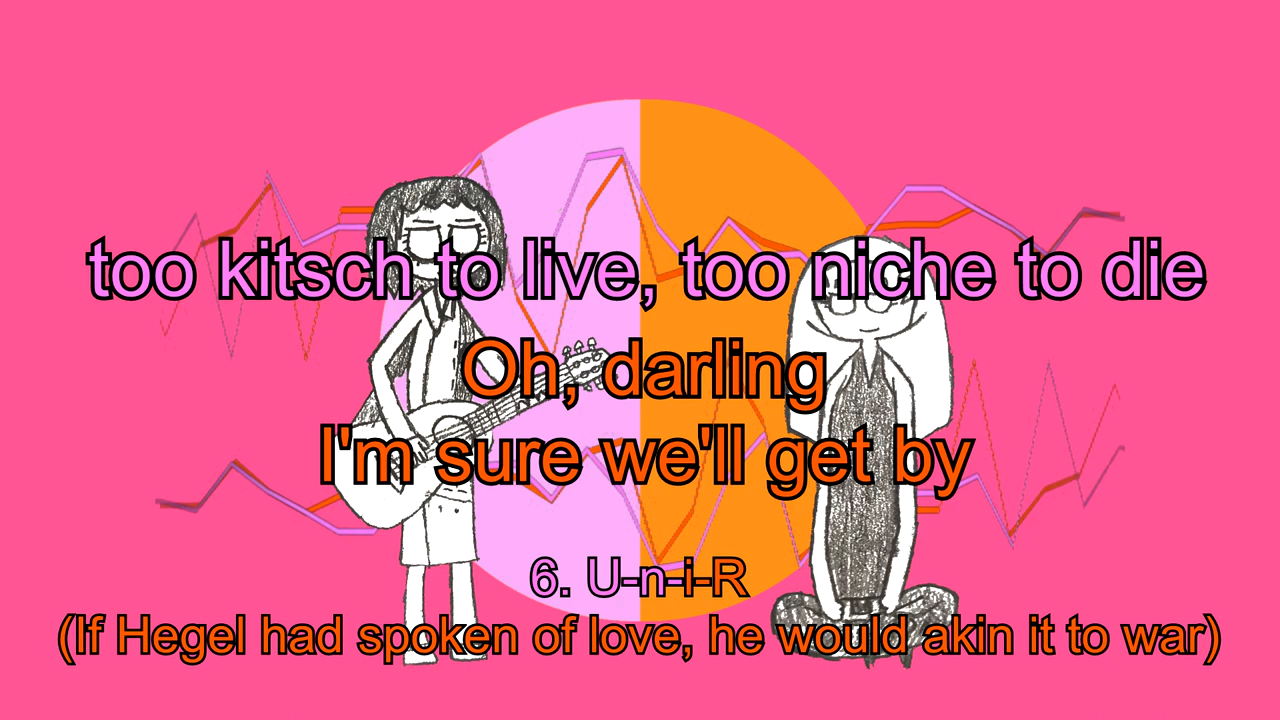 too kitsch to live, too niche to die
Oh, darling
I'm sure we'll get by
6. U-n-i-R
(If Hegel had spoken of love, he would akin it to war)